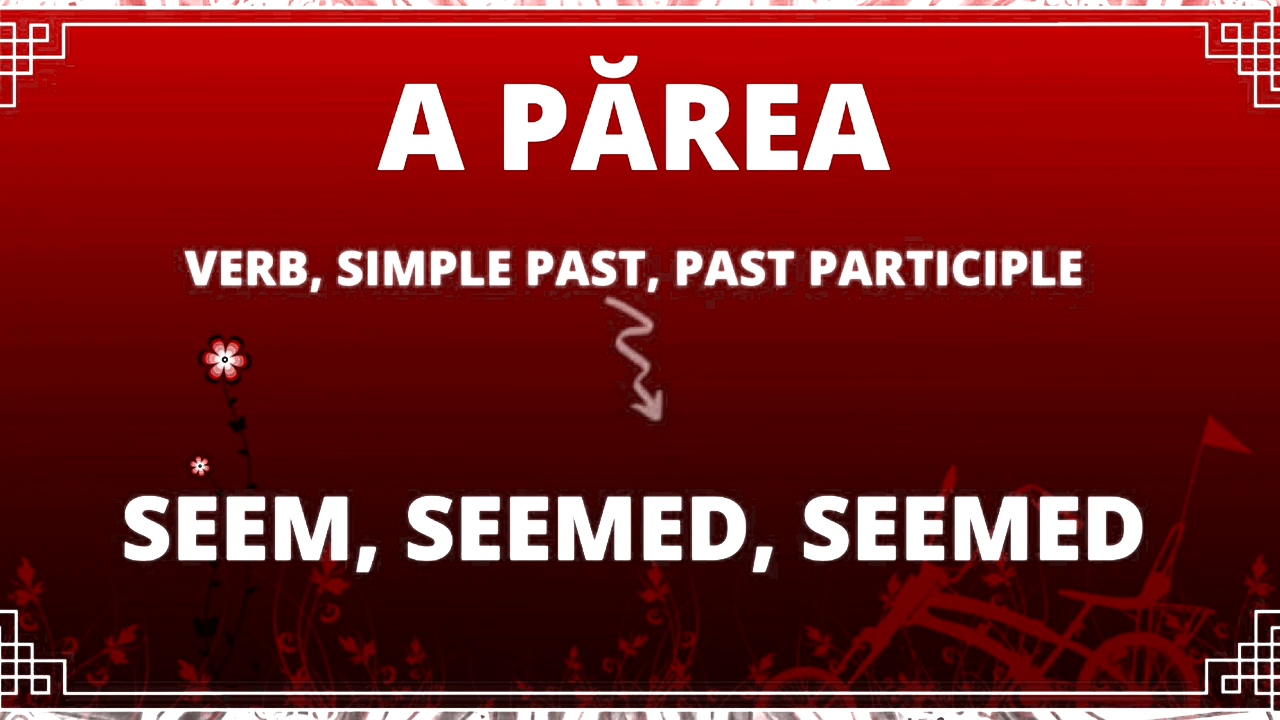 A PĂREA
VERB, SIMPLE PAST, PAST PARTICIPLE
SEEM, SEEMED, SEEMED